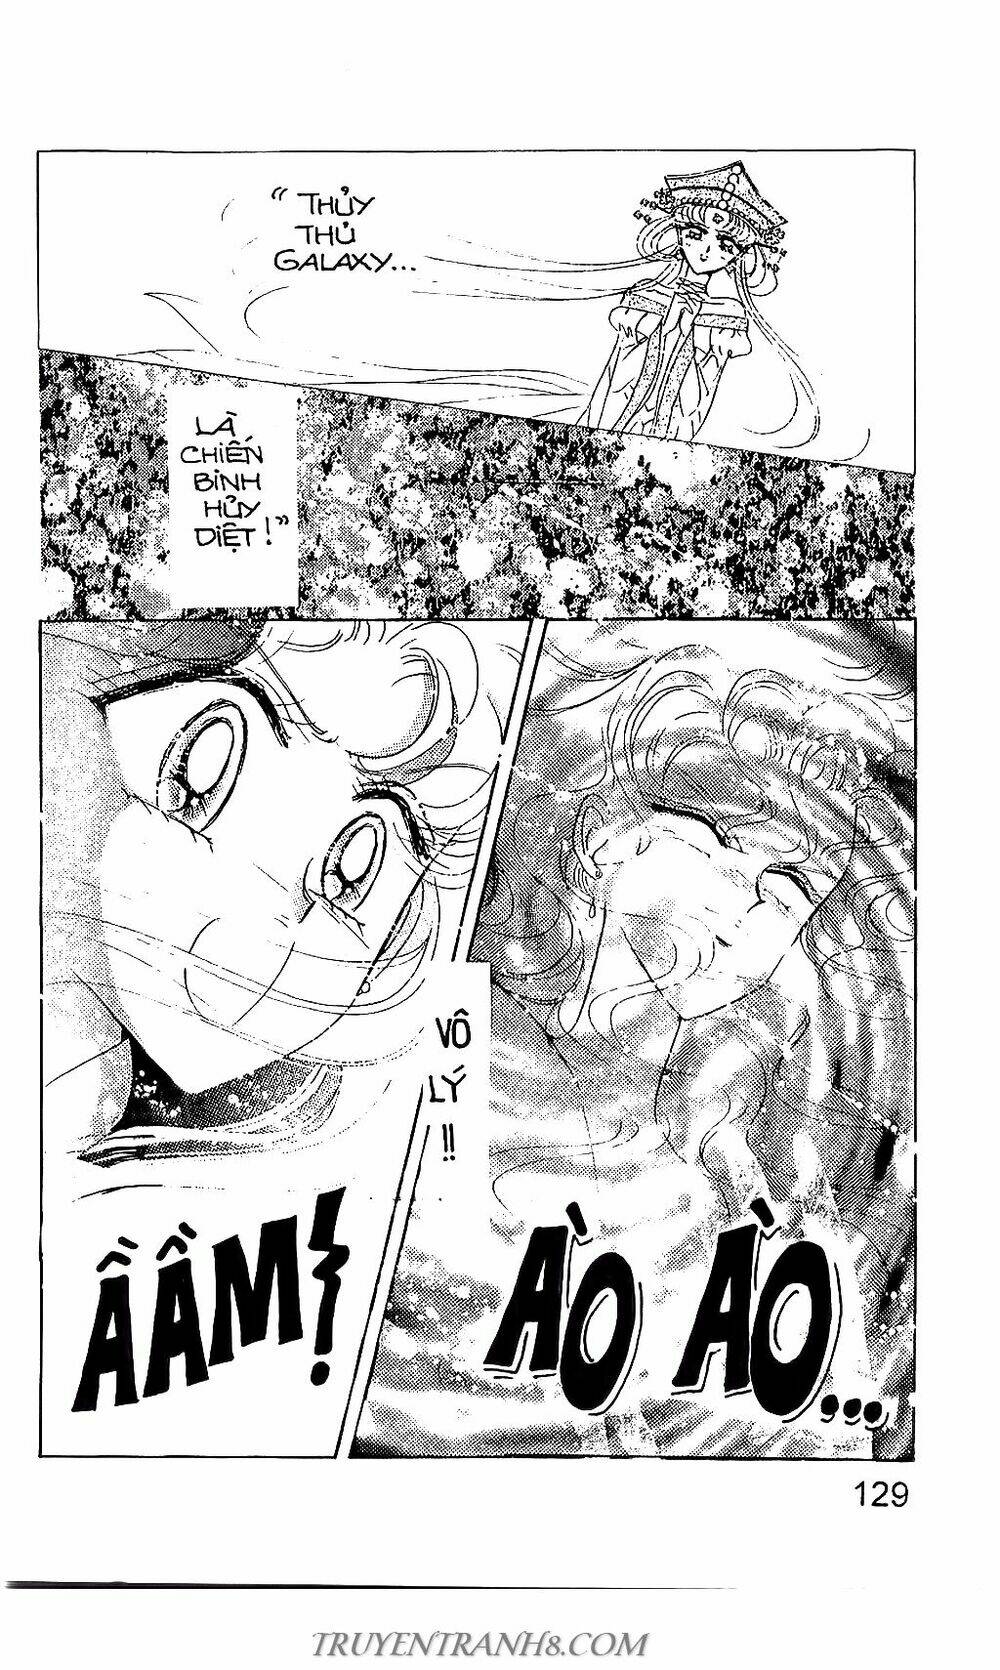 "THỦY
THỦ
GALAXY...
LÀ
CHIẾN
BINH
HỦY
DIỆT!"
VÔ
LÝ!!
ẦẦM!
ÀO ÀO...
129
TRUYENTRANH8.COM